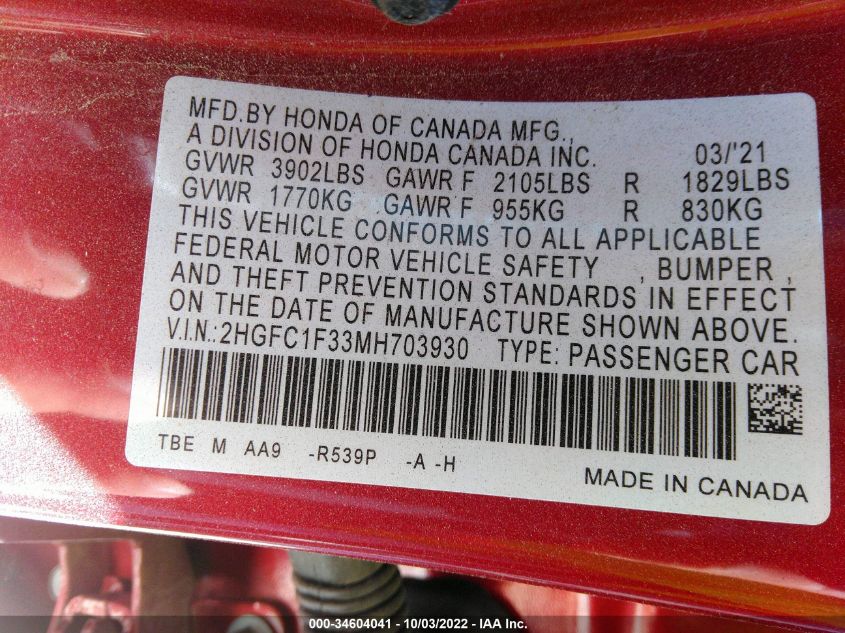 MFD.BY HONDA OF CANADA MFG.,
A DIVISION OF HONDA CANADA INC. 03/'21
GVWR 3902LBS GAWR F 2105LBS R 1829LBS
GVWR 1770KG GAWR F 955KG R 830KG
THIS VEHICLE CONFORMS TO ALL APPLICABLE
FEDERAL MOTOR VEHICLE SAFETY , BUMPER ,
AND THEFT PREVENTION STANDARDS IN EFFECT
ON THE DATE OF MANUFACTURE SHOWN ABOVE.
V.I.N.:2HGFC1F33MH703930 TYPE: PASSENGER CAR
TBE M AA9 -R539P -A -H
MADE IN CANADA
000-34604041 - 10/03/2022 - IAA Inc.